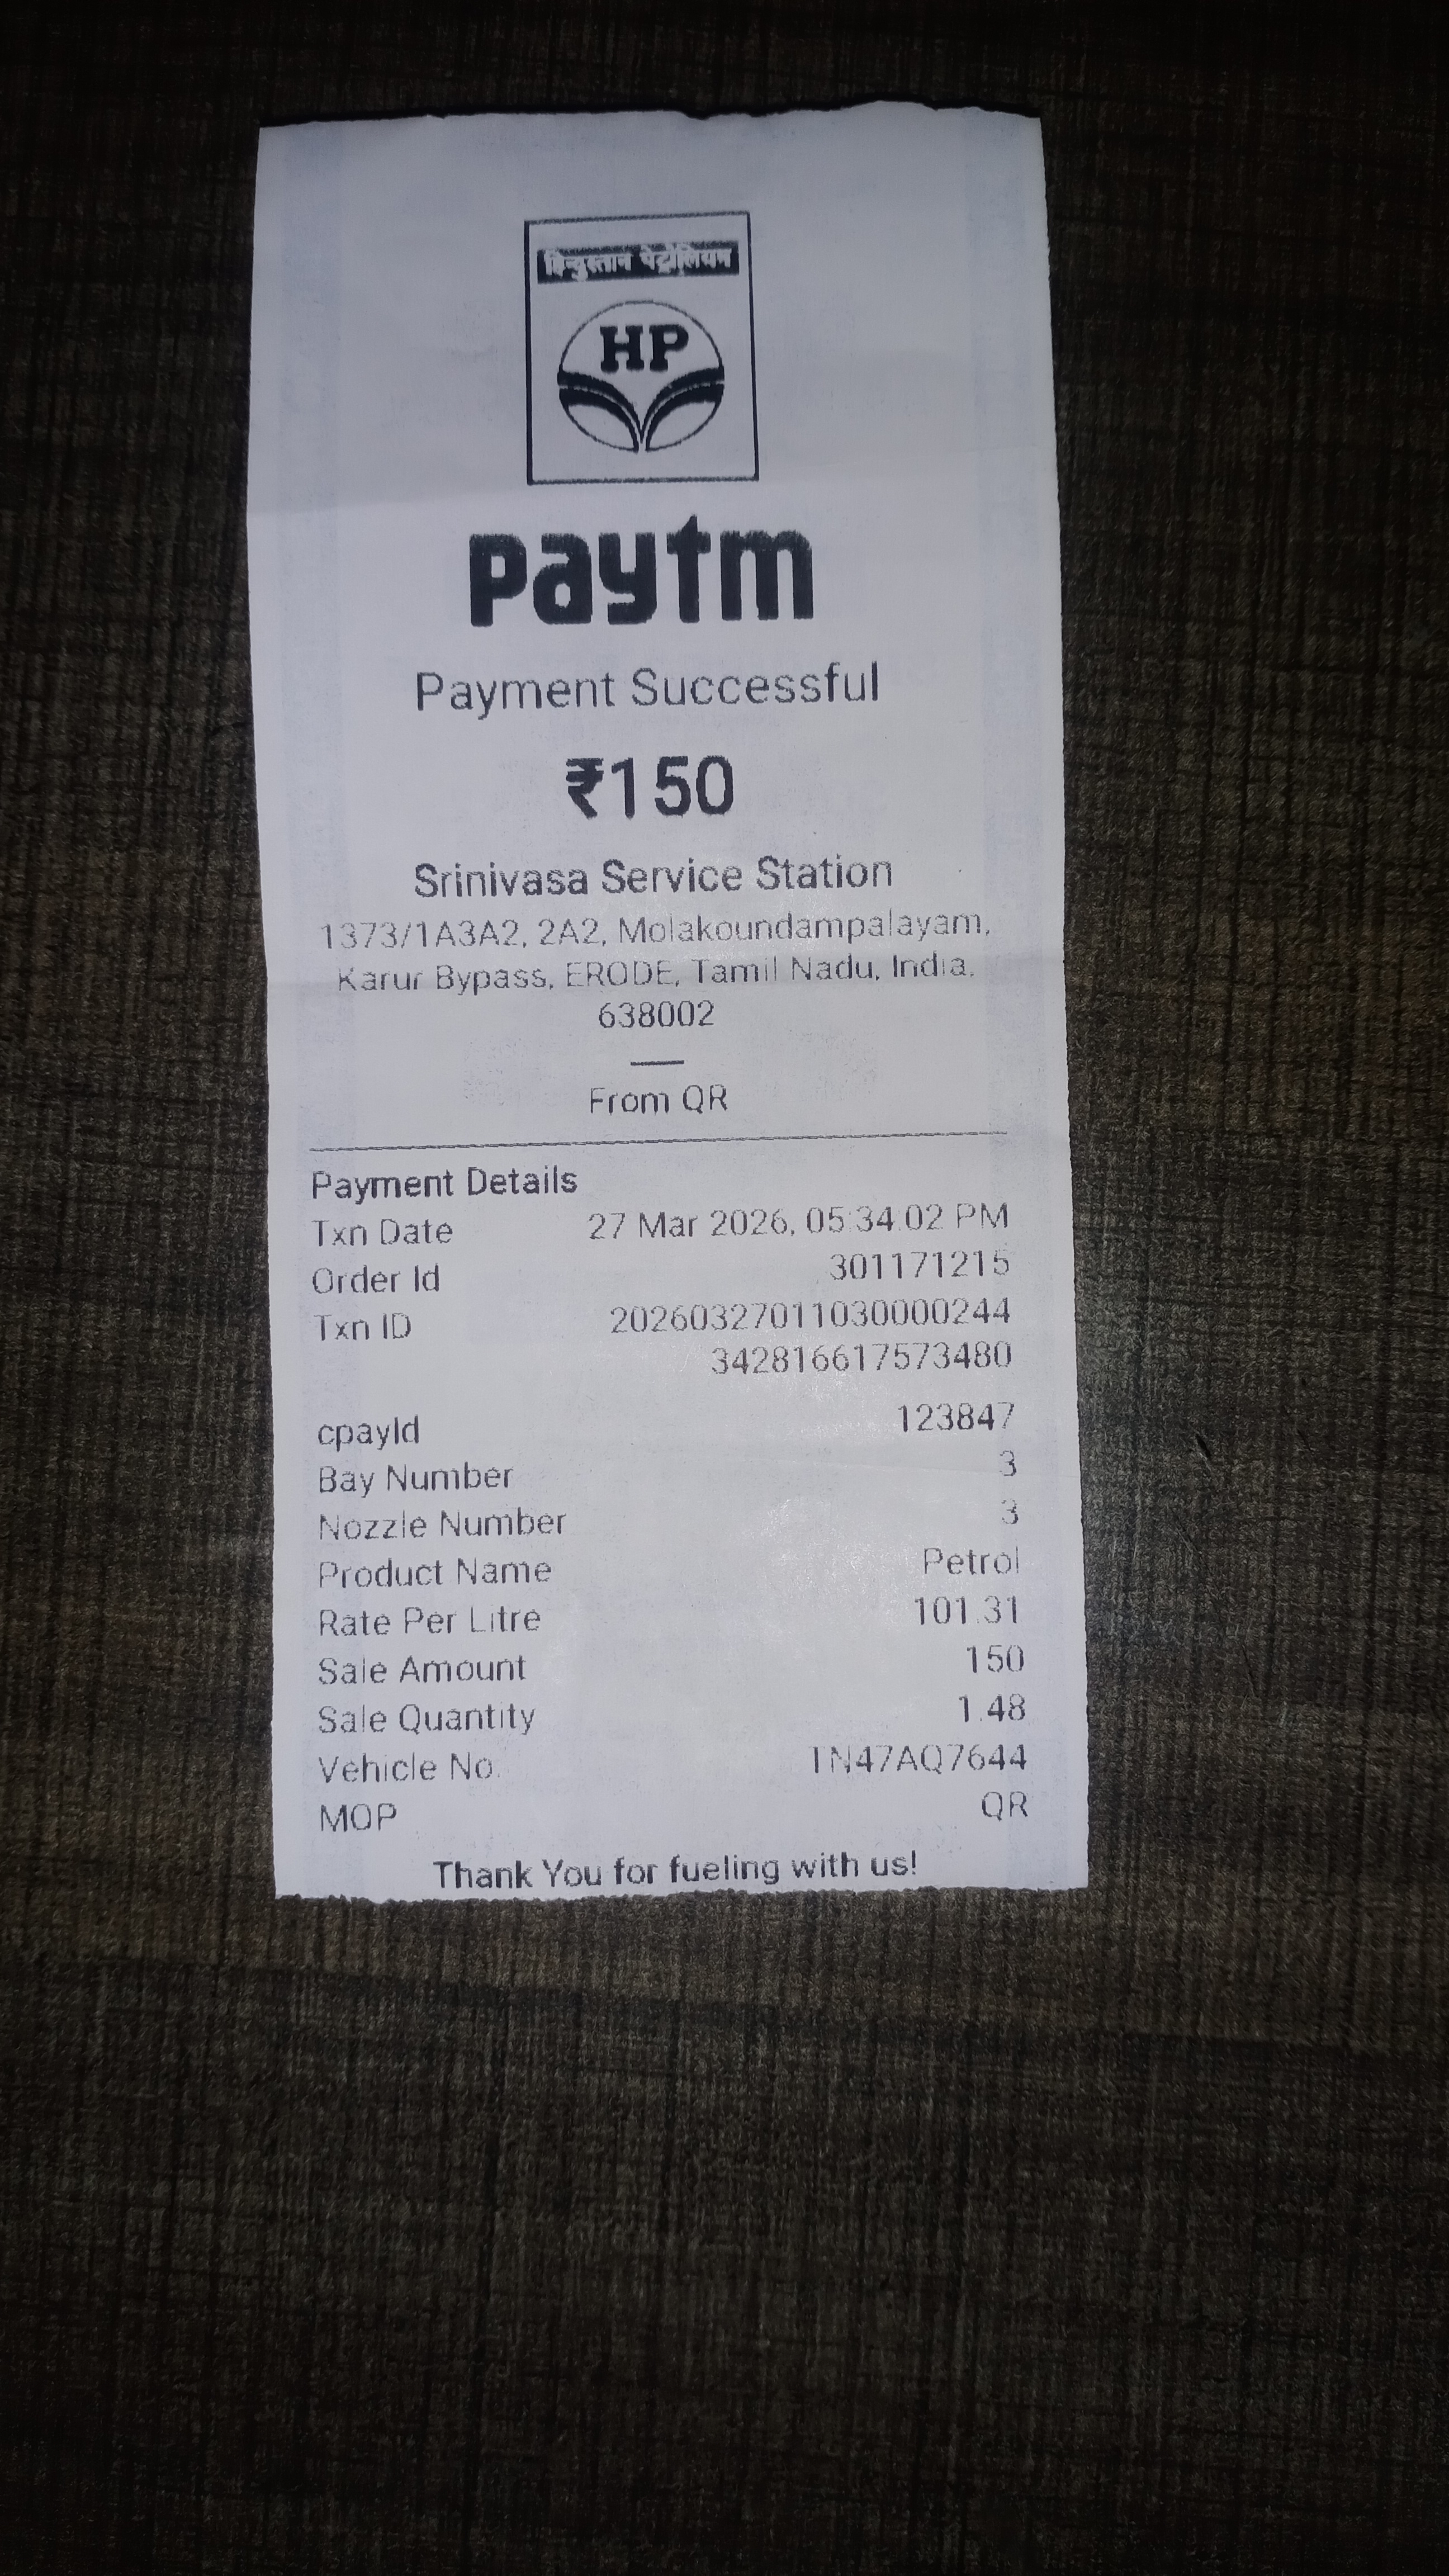 हिन्दुस्तान पेट्रोलियम
HP
paytm
Payment Successful
₹150
Srinivasa Service Station
1373/1A3A2, 2A2, Molakoundampalayam,
Karur Bypass, ERODE, Tamil Nadu, India,
638002
From QR
Payment Details
Txn Date 27 Mar 2026, 05:34:02 PM
Order Id 301171215
Txn ID 20260327011030000244
342816617573480
cpayId 123847
Bay Number 3
Nozzle Number 3
Product Name Petrol
Rate Per Litre 101.31
Sale Amount 150
Sale Quantity 1.48
Vehicle No. TN47AQ7644
MOP QR
Thank You for fueling with us!